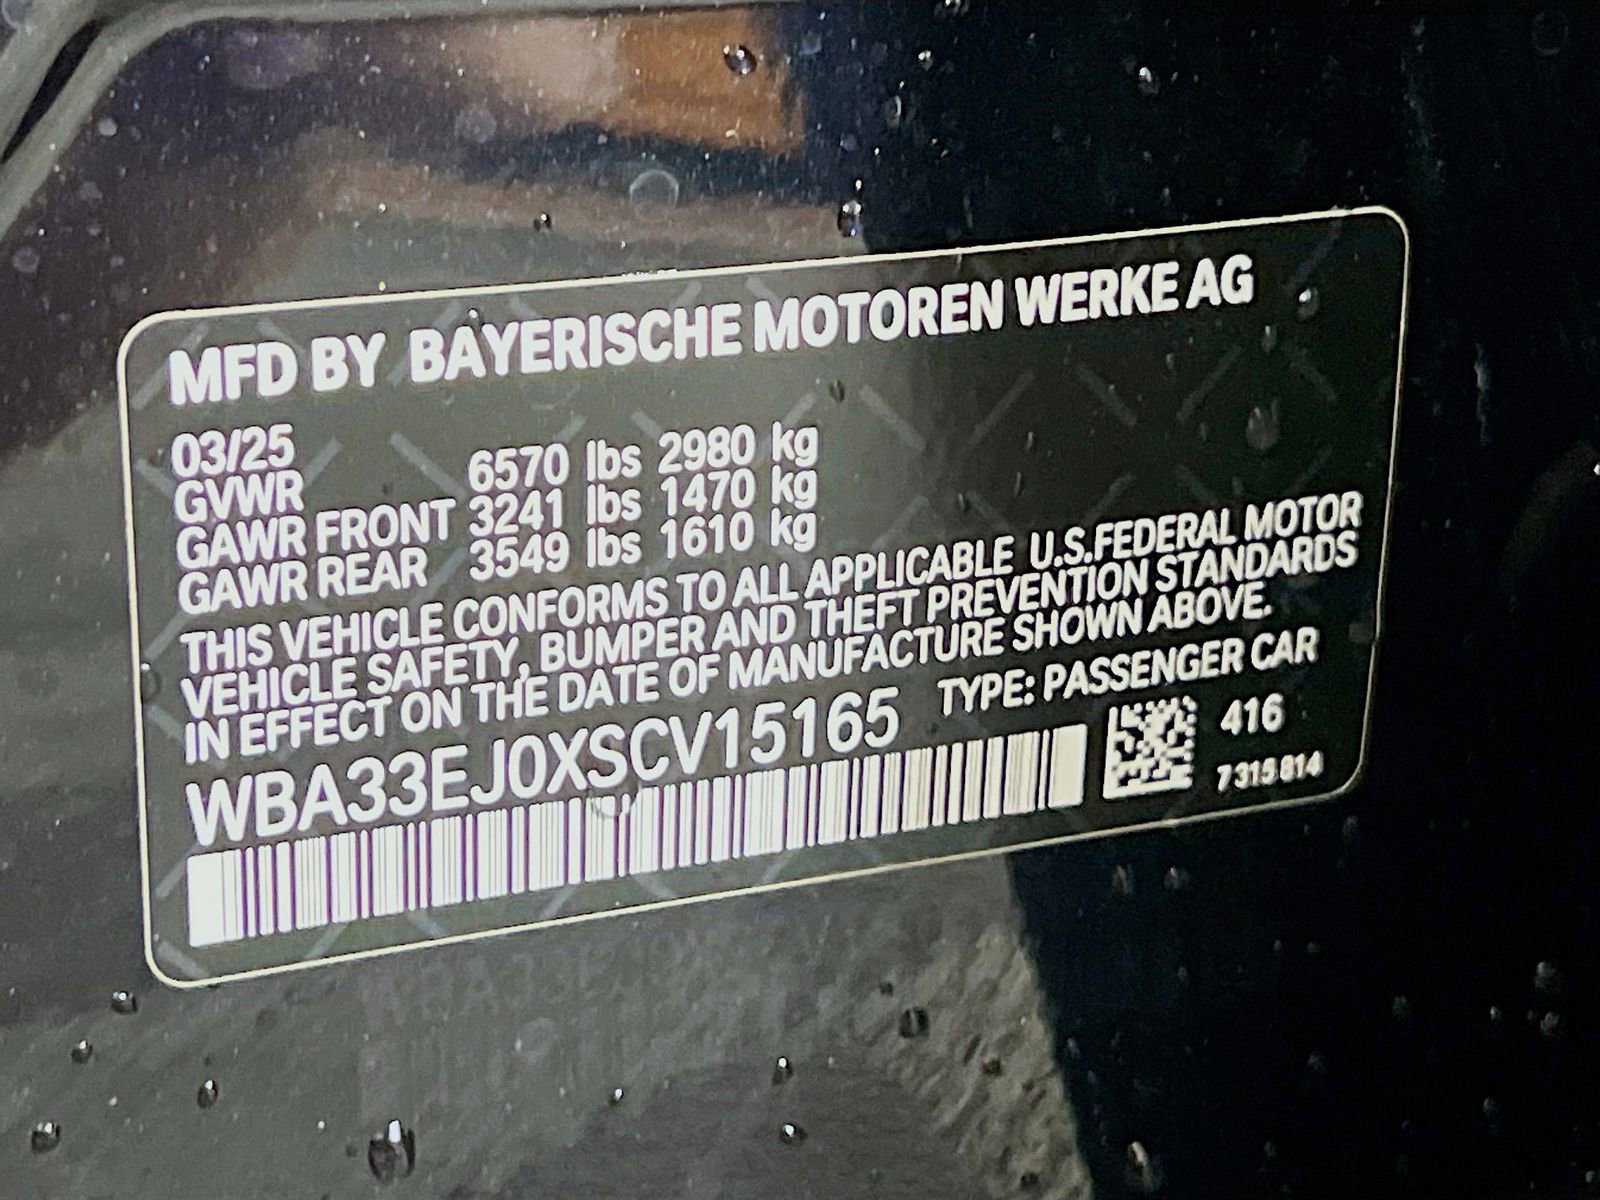 MFD BY BAYERISCHE MOTOREN WERKE AG
03/25
GVWR 6570 lbs 2980 kg
GAWR FRONT 3241 lbs 1470 kg
GAWR REAR 3549 lbs 1610 kg
THIS VEHICLE CONFORMS TO ALL APPLICABLE U.S.FEDERAL MOTOR
VEHICLE SAFETY, BUMPER AND THEFT PREVENTION STANDARDS
IN EFFECT ON THE DATE OF MANUFACTURE SHOWN ABOVE.
WBA33EJ0XSCV15165 TYPE: PASSENGER CAR
416
7 315 814